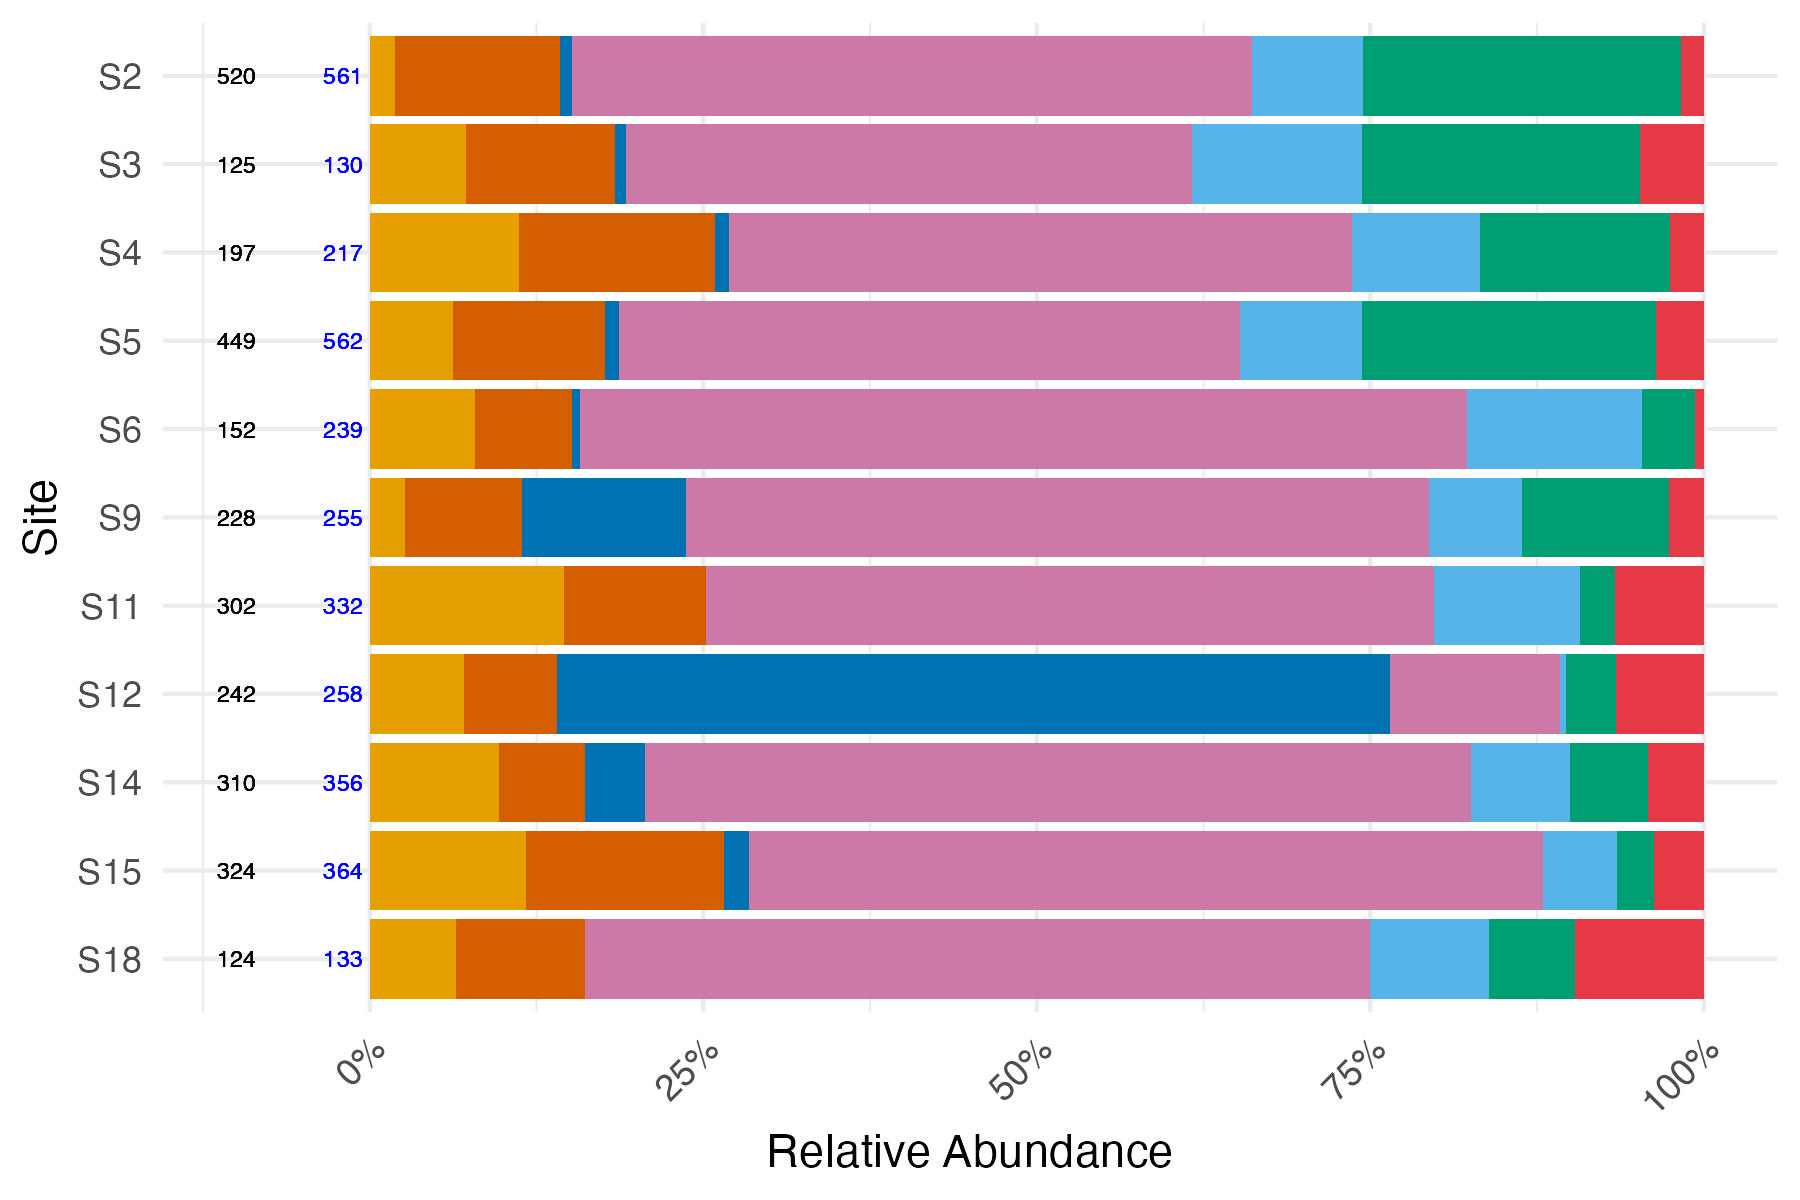 Site
S2 520 561
S3 125 130
S4 197 217
S5 449 562
S6 152 239
S9 228 255
S11 302 332
S12 242 258
S14 310 356
S15 324 364
S18 124 133
0% 25% 50% 75% 100%
Relative Abundance